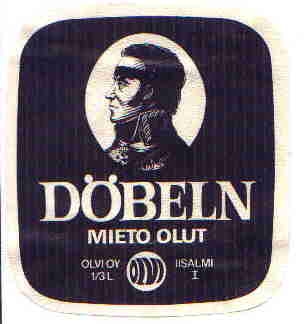 DÖBELN
MIETO OLUT
OLVI OY IISALMI
1/3 L I